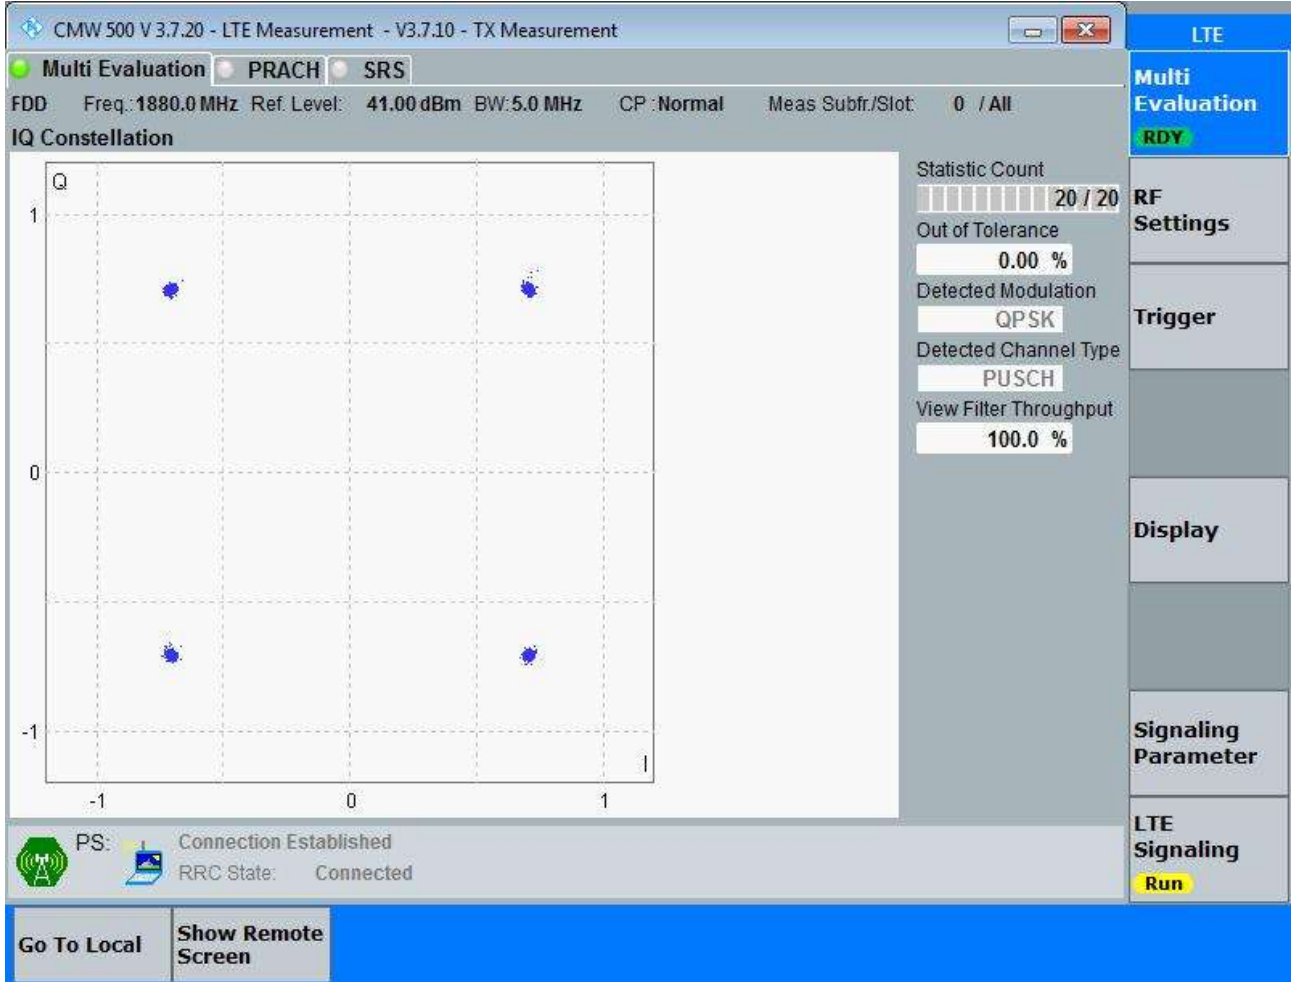 CMW 500 V 3.7.20 - LTE Measurement - V3.7.10 - TX Measurement
LTE
Multi Evaluation PRACH SRS
FDD Freq.:1880.0 MHz Ref. Level: 41.00 dBm BW:5.0 MHz CP :Normal Meas Subfr./Slot: 0 / All
IQ Constellation
Q
1
0
-1
I
-1 0 1
Statistic Count
20 / 20
Out of Tolerance
0.00 %
Detected Modulation
QPSK
Detected Channel Type
PUSCH
View Filter Throughput
100.0 %
Multi
Evaluation
RDY
RF
Settings
Trigger
Display
Signaling
Parameter
LTE
Signaling
Run
PS: Connection Established
RRC State: Connected
Go To Local
Show Remote
Screen